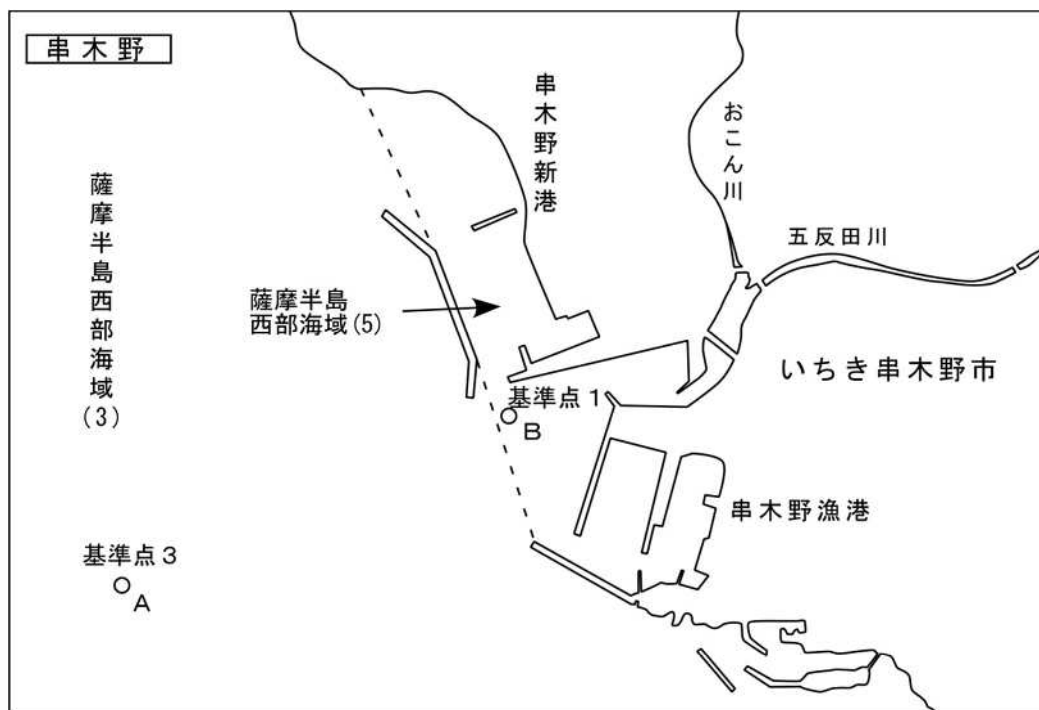 串木野
薩摩半島西部海域(3)
串木野新港
おこん川
五反田川
薩摩半島
西部海域(5)
いちき串木野市
基準点1
B
串木野漁港
基準点3
A